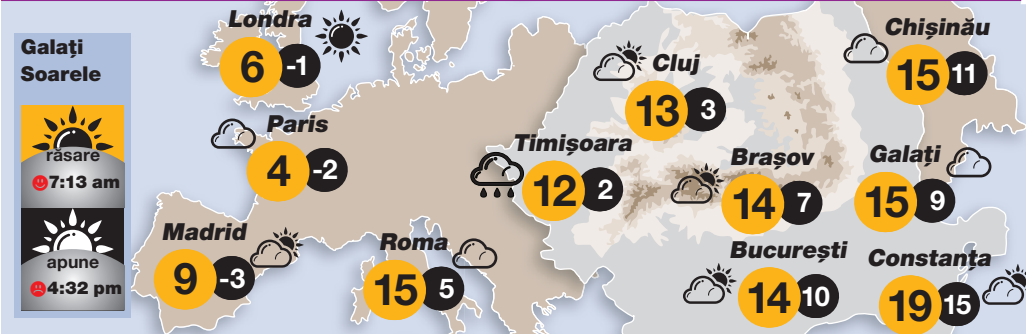 Galați
Soarele
răsare
7:13 am
apune
4:32 pm
Londra
6 -1
Paris
4 -2
Madrid
9 -3
Roma
15 5
Timișoara
12 2
Cluj
13 3
Brașov
14 7
București
14 10
Chișinău
15 11
Galați
15 9
Constanța
19 15